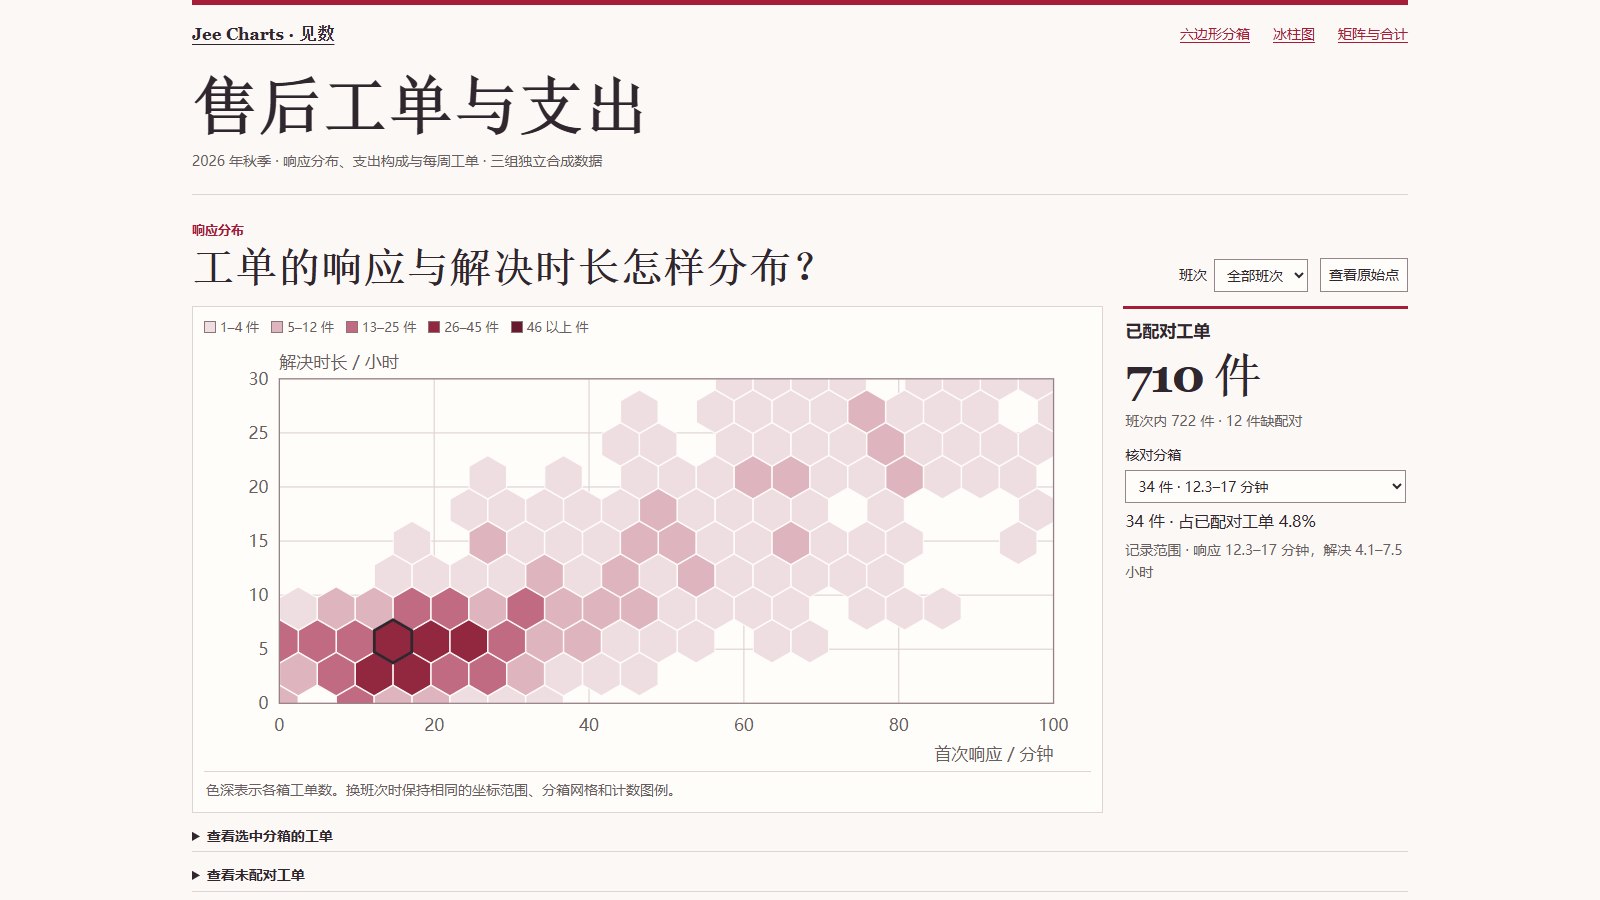 Jee Charts · 见数
六边形分箱 冰柱图 矩阵与合计
售后工单与支出
2026 年秋季 · 响应分布、支出构成与每周工单 · 三组独立合成数据
响应分布
工单的响应与解决时长怎样分布？
班次 全部班次 查看原始点
1–4 件 5–12 件 13–25 件 26–45 件 46 以上 件
解决时长 / 小时
30
25
20
15
10
5
0
0 20 40 60 80 100
首次响应 / 分钟
色深表示各箱工单数。换班次时保持相同的坐标范围、分箱网格和计数图例。
已配对工单
710 件
班次内 722 件 · 12 件缺配对
核对分箱
34 件 · 12.3–17 分钟
34 件 · 占已配对工单 4.8%
记录范围 · 响应 12.3–17 分钟，解决 4.1–7.5
小时
查看选中分箱的工单
查看未配对工单